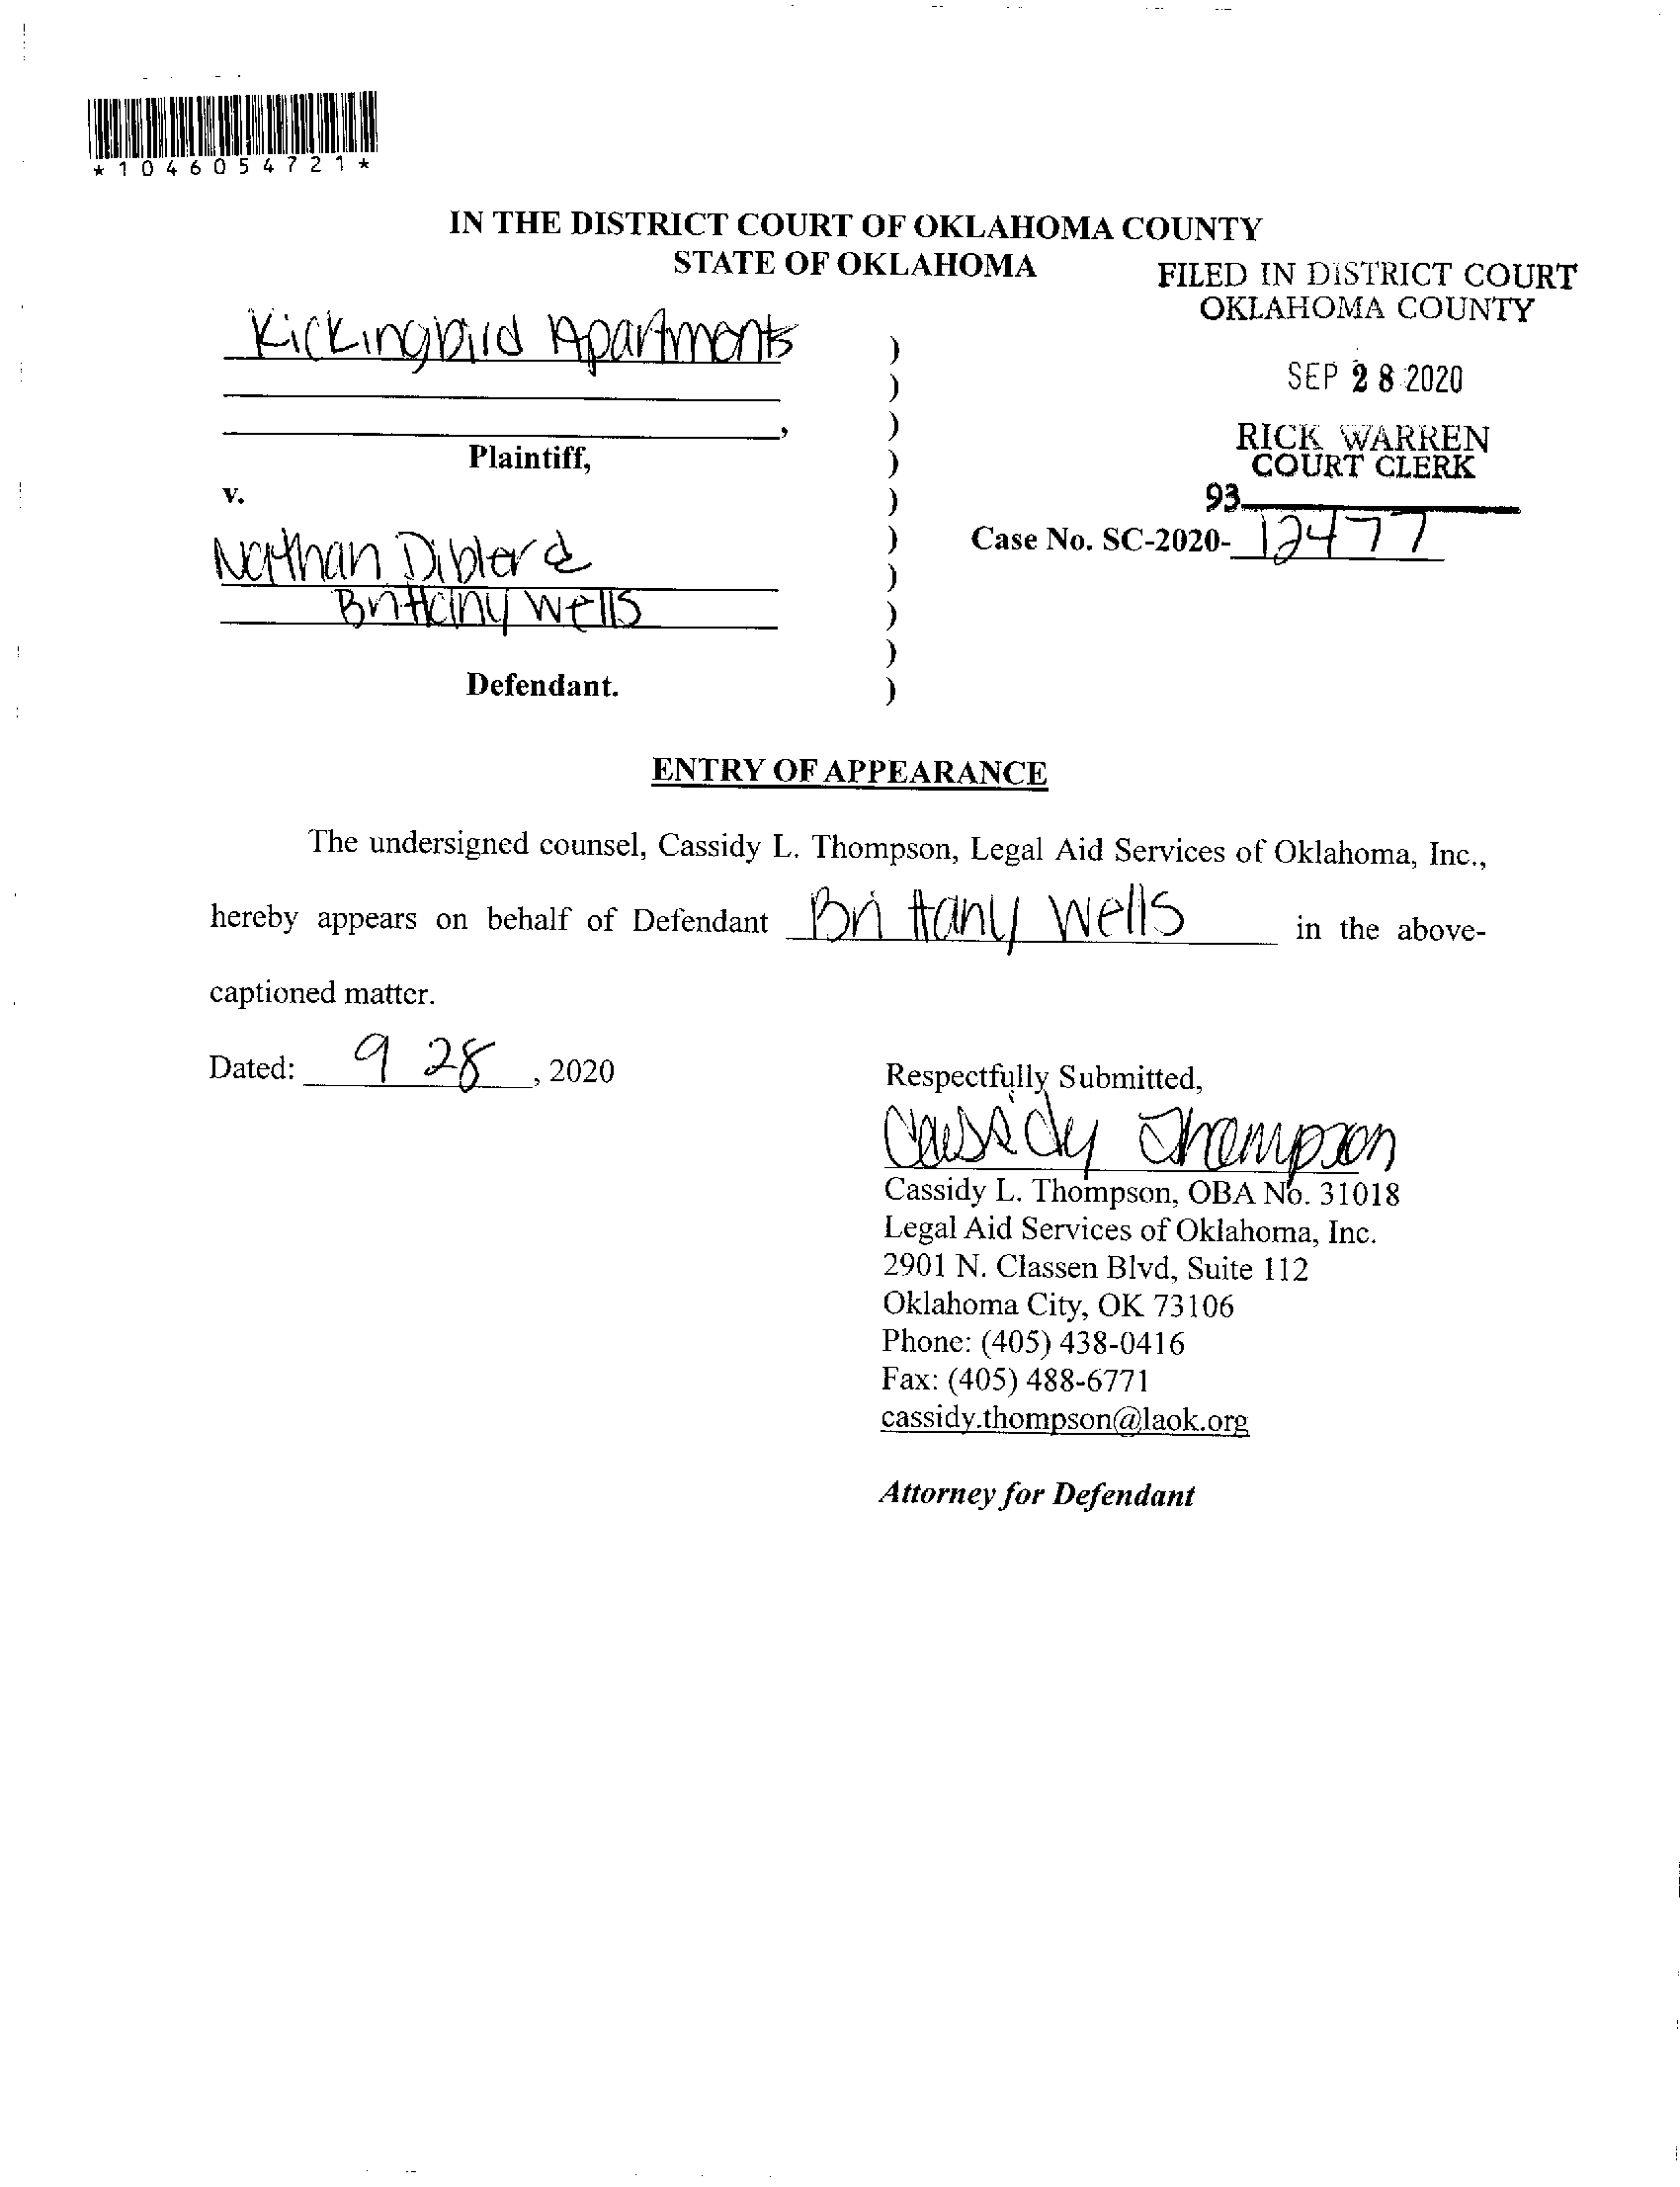 *1046054721*
IN THE DISTRICT COURT OF OKLAHOMA COUNTY
STATE OF OKLAHOMA
FILED IN DISTRICT COURT
OKLAHOMA COUNTY
Kickingbird Apartments )
)
SEP 28 2020
, )
Plaintiff, )
RICK WARREN
COURT CLERK
v. )
93
Nathan Dibler & )
Case No. SC-2020-12477
)
Brittany Wells )
)
Defendant. )
ENTRY OF APPEARANCE
The undersigned counsel, Cassidy L. Thompson, Legal Aid Services of Oklahoma, Inc.,
hereby appears on behalf of Defendant Brittany Wells in the above-
captioned matter.
Dated: 9 28, 2020
Respectfully Submitted,
Cassidy Thompson
Cassidy L. Thompson, OBA No. 31018
Legal Aid Services of Oklahoma, Inc.
2901 N. Classen Blvd, Suite 112
Oklahoma City, OK 73106
Phone: (405) 438-0416
Fax: (405) 488-6771
cassidy.thompson@laok.org
Attorney for Defendant